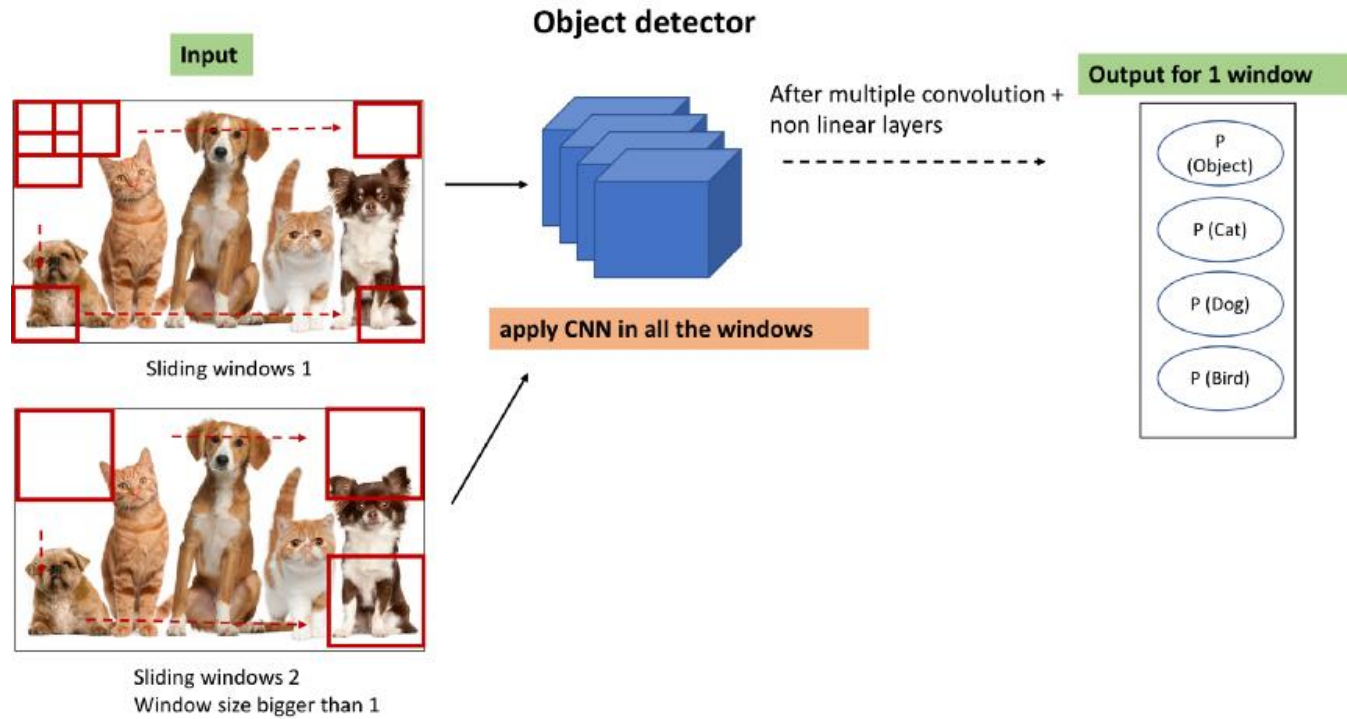 Object detector
Input
Sliding windows 1
Sliding windows 2
Window size bigger than 1
apply CNN in all the windows
After multiple convolution +
non linear layers
Output for 1 window
P
(Object)
P (Cat)
P (Dog)
P (Bird)